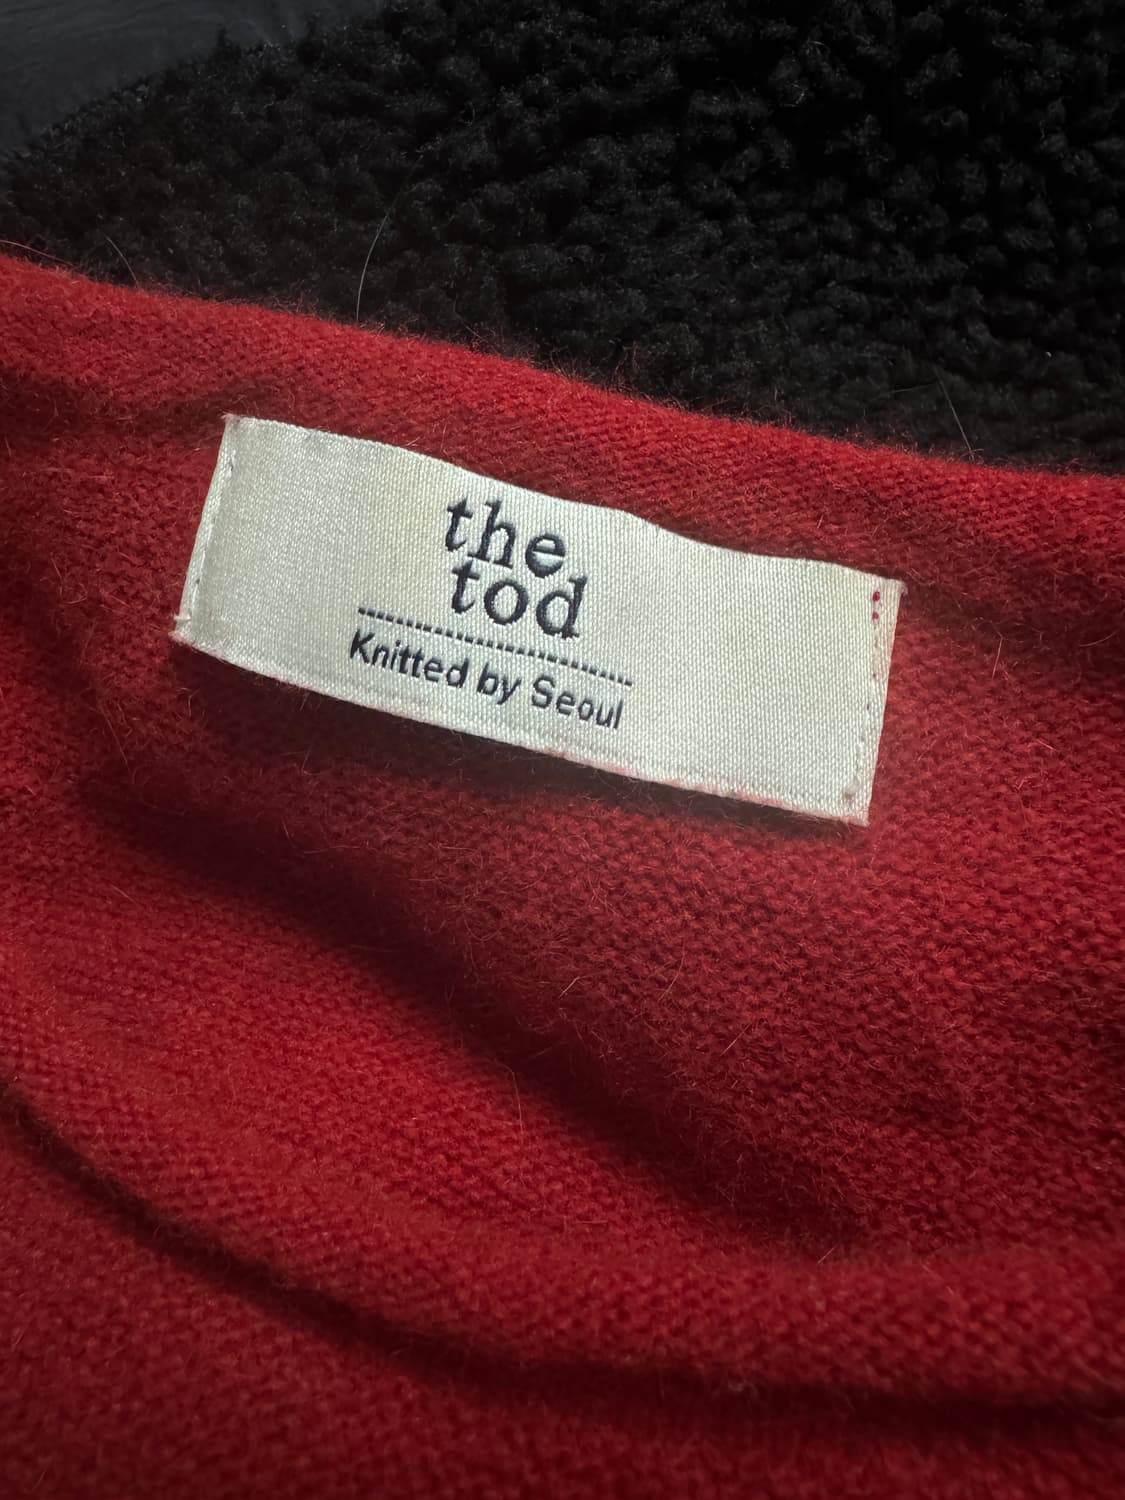 the
tod
Knitted by Seoul